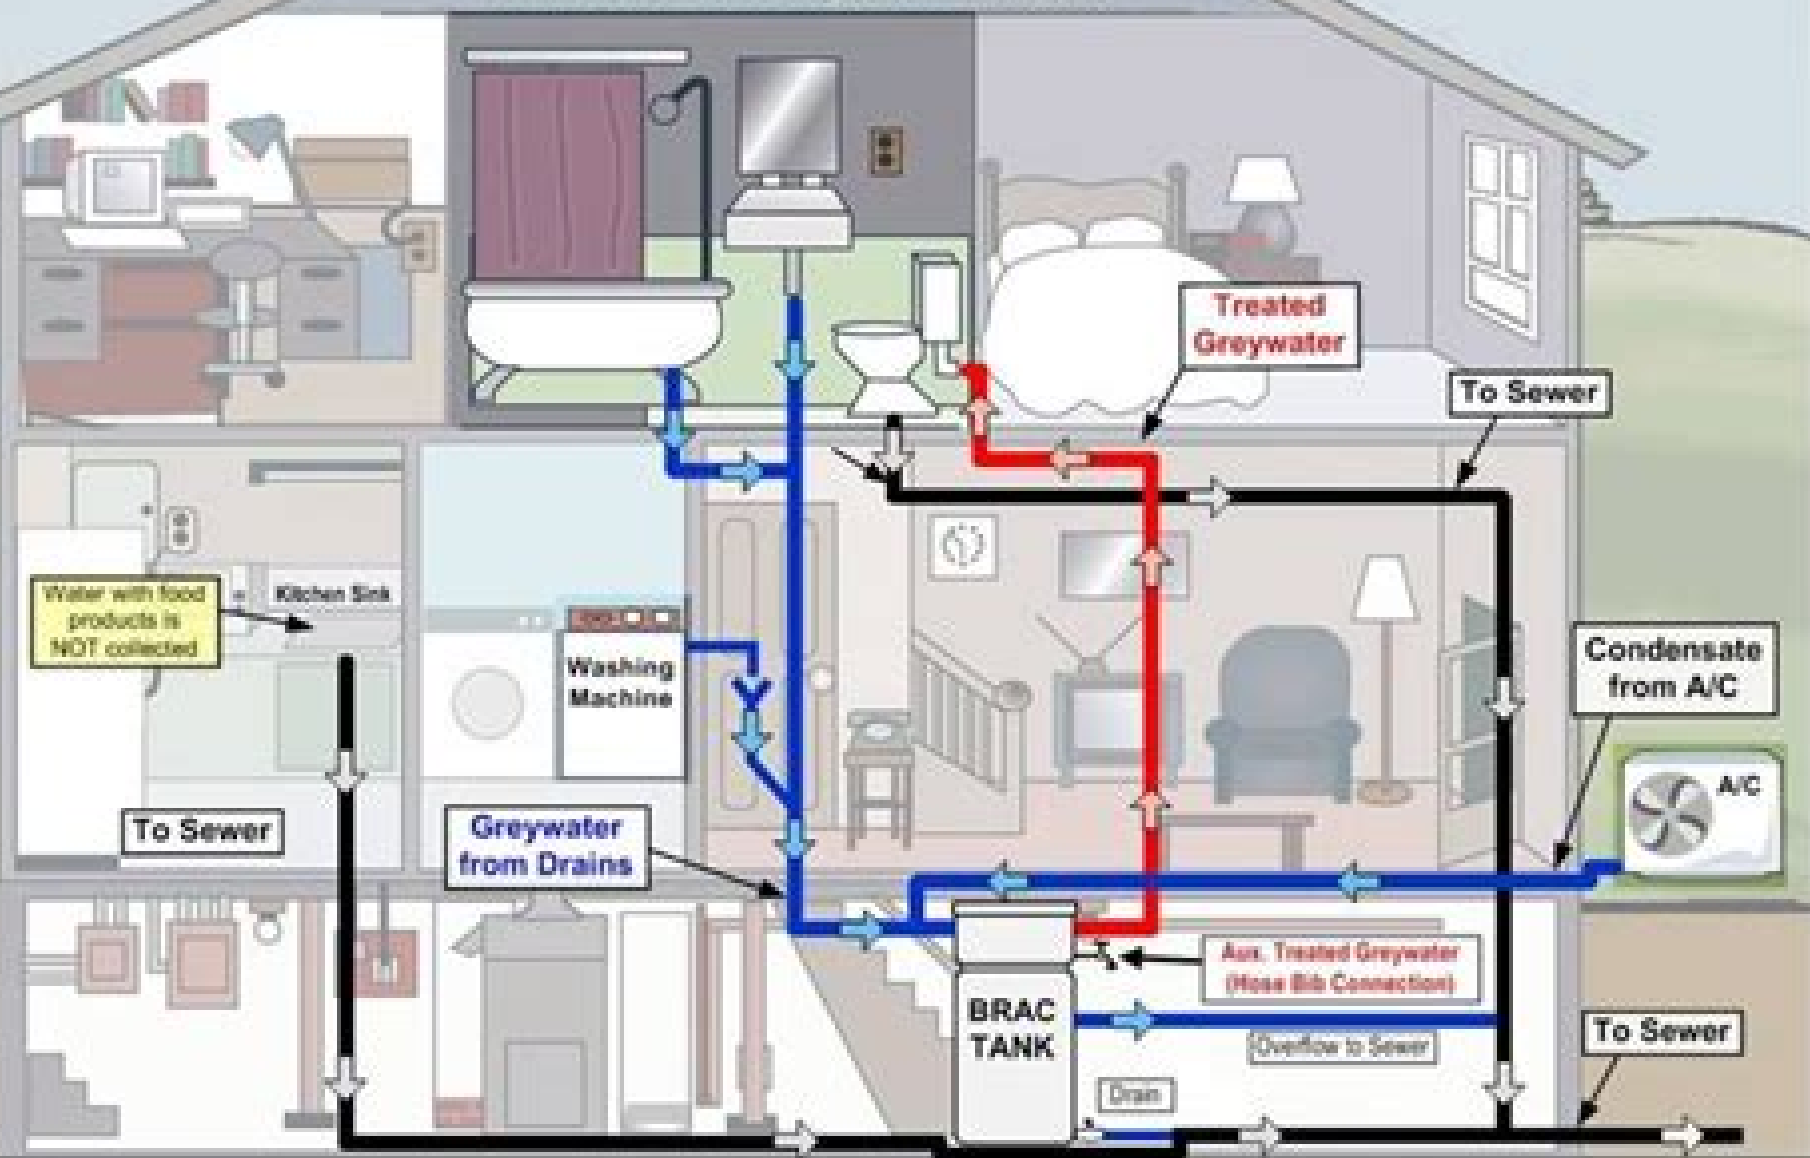 Treated
Greywater
To Sewer
Water with food
products is
NOT collected
Kitchen Sink
Washing
Machine
Condensate
from A/C
A/C
To Sewer
Greywater
from Drains
Aux. Treated Greywater
(Hose Bib Connection)
BRAC
TANK
Overflow to Sewer
To Sewer
Drain